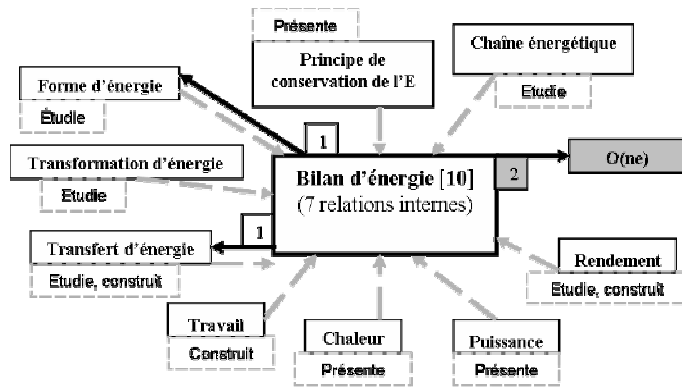 Présente
Principe de
conservation de l'E
Chaîne énergétique
Etudie
Forme d'énergie
Étudie
1
Transformation d'énergie
Etudie
Bilan d'énergie [10]
(7 relations internes)
2
O(ne)
1
Transfert d'énergie
Etudie, construit
Rendement
Etudie, construit
Travail
Construit
Chaleur
Présente
Puissance
Présente